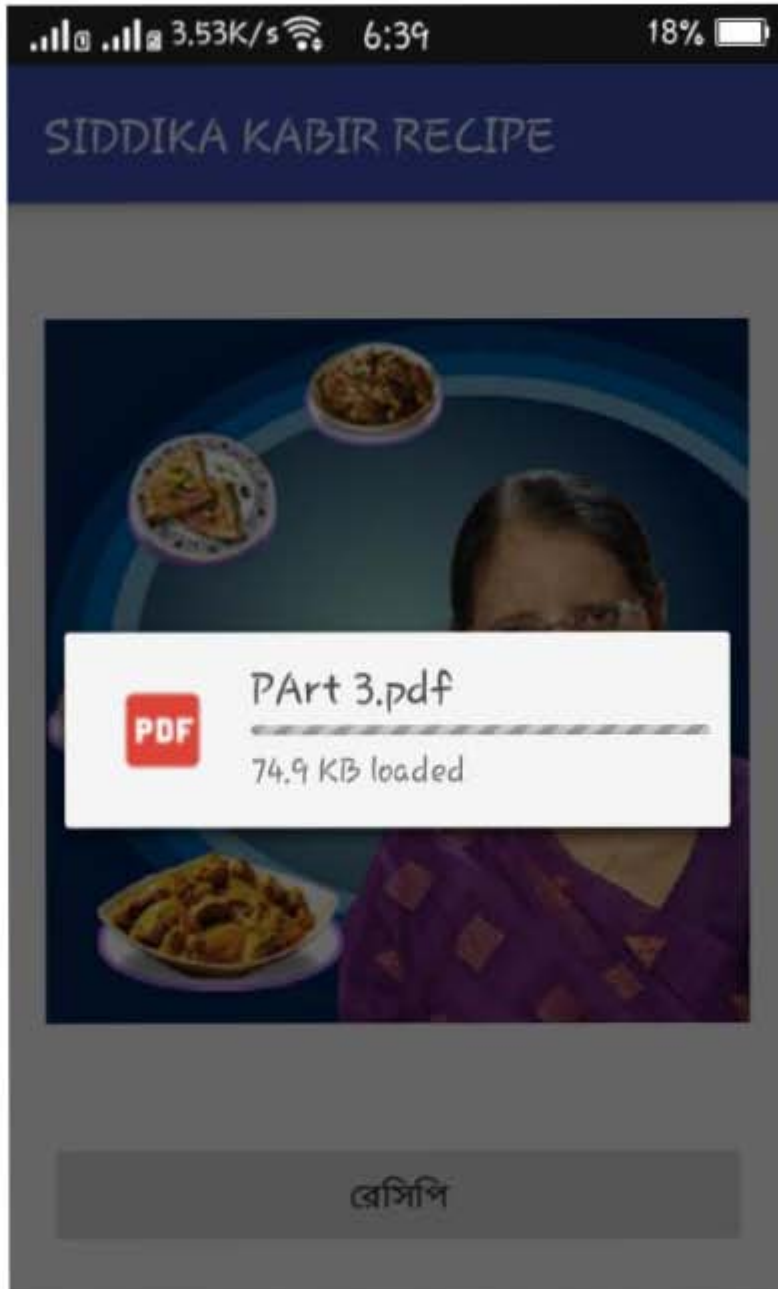 3.53K/s 6:39 18%
SIDDIKA KABIR RECIPE
PDF
PArt 3.pdf
74.9 KB loaded
রেসিপি